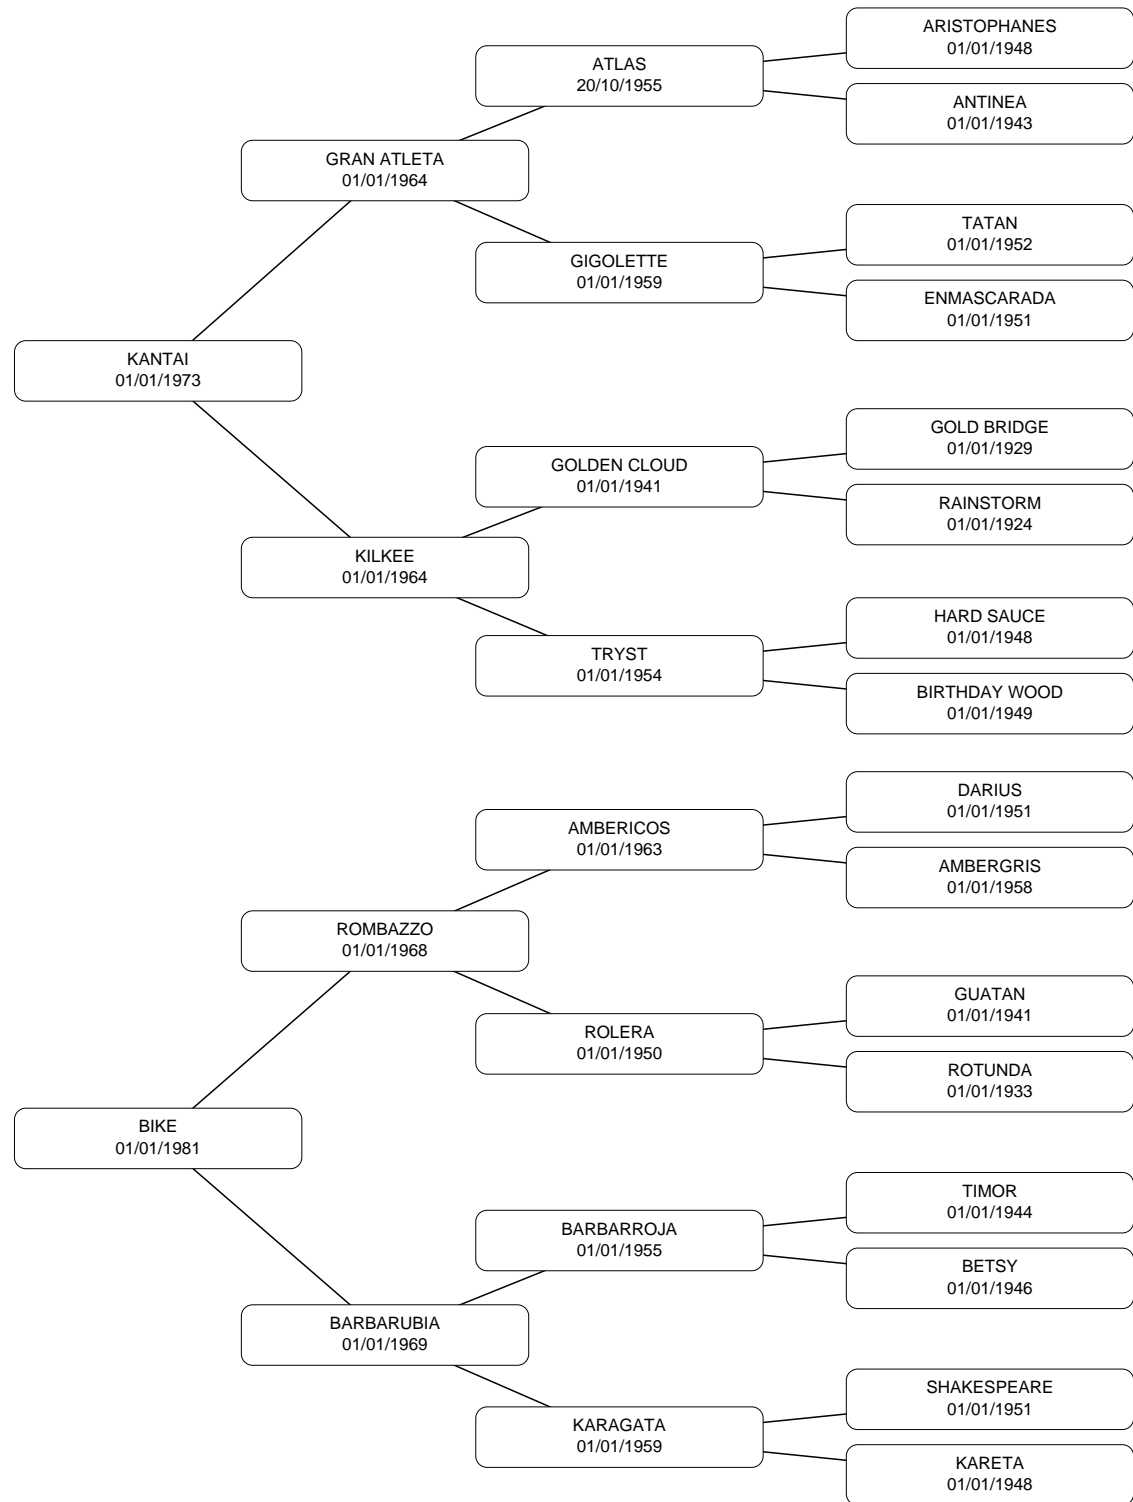 ARISTOPHANES
01/01/1948
ATLAS
20/10/1955
ANTINEA
01/01/1943
GRAN ATLETA
01/01/1964
TATAN
01/01/1952
GIGOLETTE
01/01/1959
ENMASCARADA
01/01/1951
KANTAI
01/01/1973
GOLD BRIDGE
01/01/1929
GOLDEN CLOUD
01/01/1941
RAINSTORM
01/01/1924
KILKEE
01/01/1964
HARD SAUCE
01/01/1948
TRYST
01/01/1954
BIRTHDAY WOOD
01/01/1949
DARIUS
01/01/1951
AMBERICOS
01/01/1963
AMBERGRIS
01/01/1958
ROMBAZZO
01/01/1968
GUATAN
01/01/1941
ROLERA
01/01/1950
ROTUNDA
01/01/1933
BIKE
01/01/1981
TIMOR
01/01/1944
BARBARROJA
01/01/1955
BETSY
01/01/1946
BARBARUBIA
01/01/1969
SHAKESPEARE
01/01/1951
KARAGATA
01/01/1959
KARETA
01/01/1948